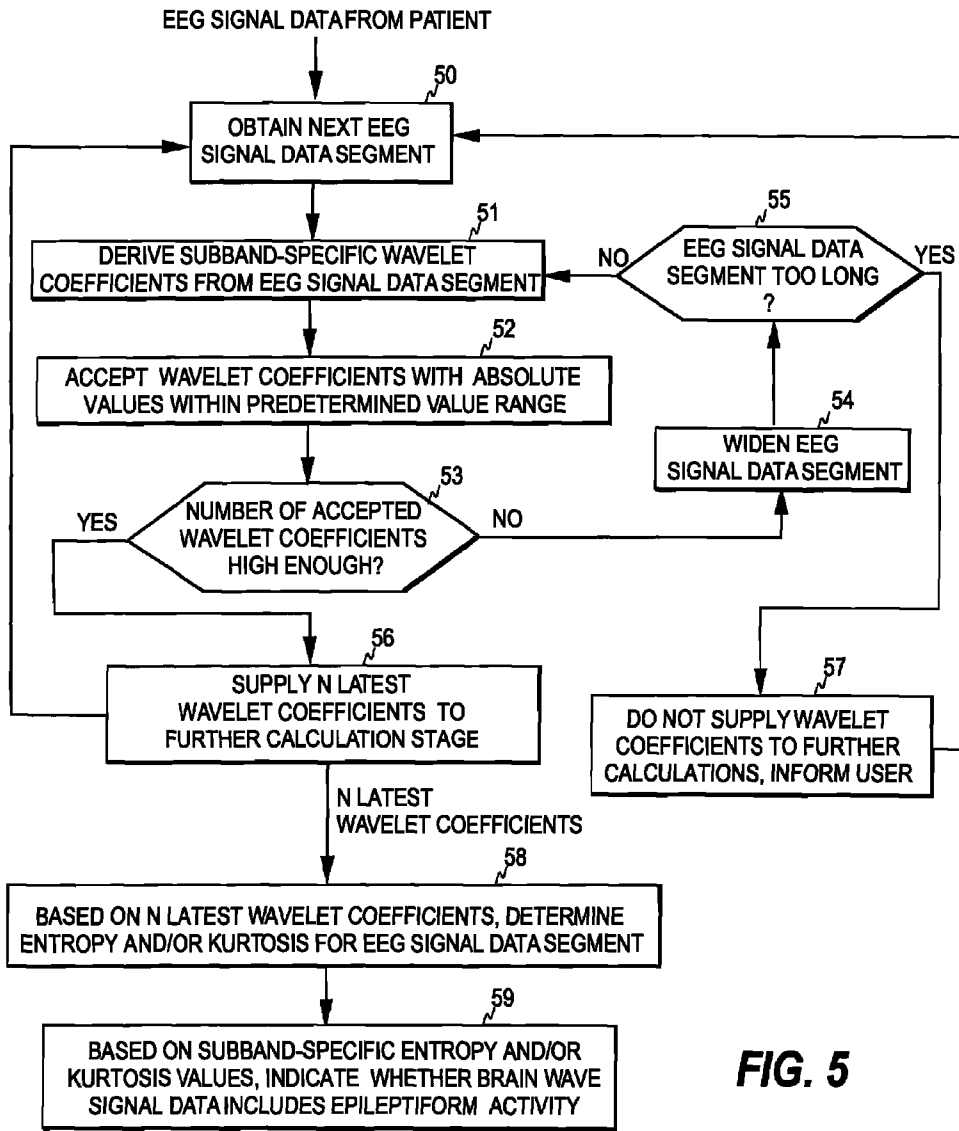 EEG SIGNAL DATA FROM PATIENT
50
OBTAIN NEXT EEG
SIGNAL DATA SEGMENT
51
DERIVE SUBBAND-SPECIFIC WAVELET
COEFFICIENTS FROM EEG SIGNAL DATA SEGMENT
55
NO
EEG SIGNAL DATA
SEGMENT TOO LONG
?
YES
52
ACCEPT WAVELET COEFFICIENTS WITH ABSOLUTE
VALUES WITHIN PREDETERMINED VALUE RANGE
54
WIDEN EEG
SIGNAL DATA SEGMENT
53
YES
NUMBER OF ACCEPTED
WAVELET COEFFICIENTS
HIGH ENOUGH?
NO
56
SUPPLY N LATEST
WAVELET COEFFICIENTS TO
FURTHER CALCULATION STAGE
57
DO NOT SUPPLY WAVELET
COEFFICIENTS TO FURTHER
CALCULATIONS, INFORM USER
N LATEST
WAVELET COEFFICIENTS
58
BASED ON N LATEST WAVELET COEFFICIENTS, DETERMINE
ENTROPY AND/OR KURTOSIS FOR EEG SIGNAL DATA SEGMENT
59
BASED ON SUBBAND-SPECIFIC ENTROPY AND/OR
KURTOSIS VALUES, INDICATE WHETHER BRAIN WAVE
SIGNAL DATA INCLUDES EPILEPTIFORM ACTIVITY
FIG. 5